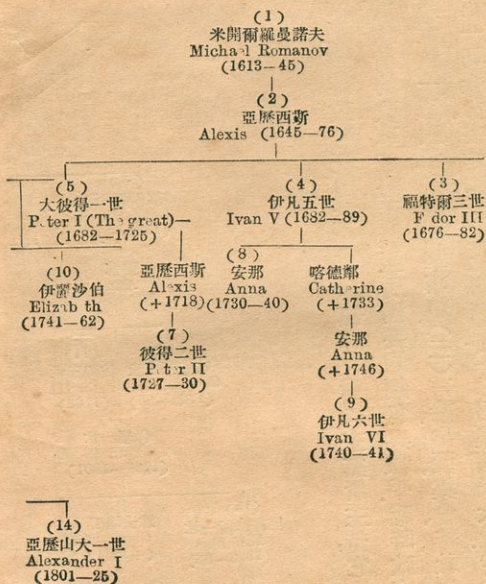 (1)
米開爾羅曼諾夫
Michael Romanov
(1613—45)
(2)
亞歷西斯
Alexis (1645—76)
(5)
大彼得一世
P. ter I (The great)—
(1682—1725)
(4)
伊凡五世
Ivan V (1682—89)
(3)
福特爾三世
F dor III
(1676—82)
(10)
伊麗沙伯
Elizab th
(1741—62)
亞歷西斯
Alexis
(+1718)
(8)
安那
Anna
(1730—40)
喀德鄰
Catherine
(+1733)
(7)
彼得二世
P. t r II
(1727—30)
安那
Anna
(+1746)
(9)
伊凡六世
Ivan VI
(1740—41)
(14)
亞歷山大一世
Alexander I
(1801—25)